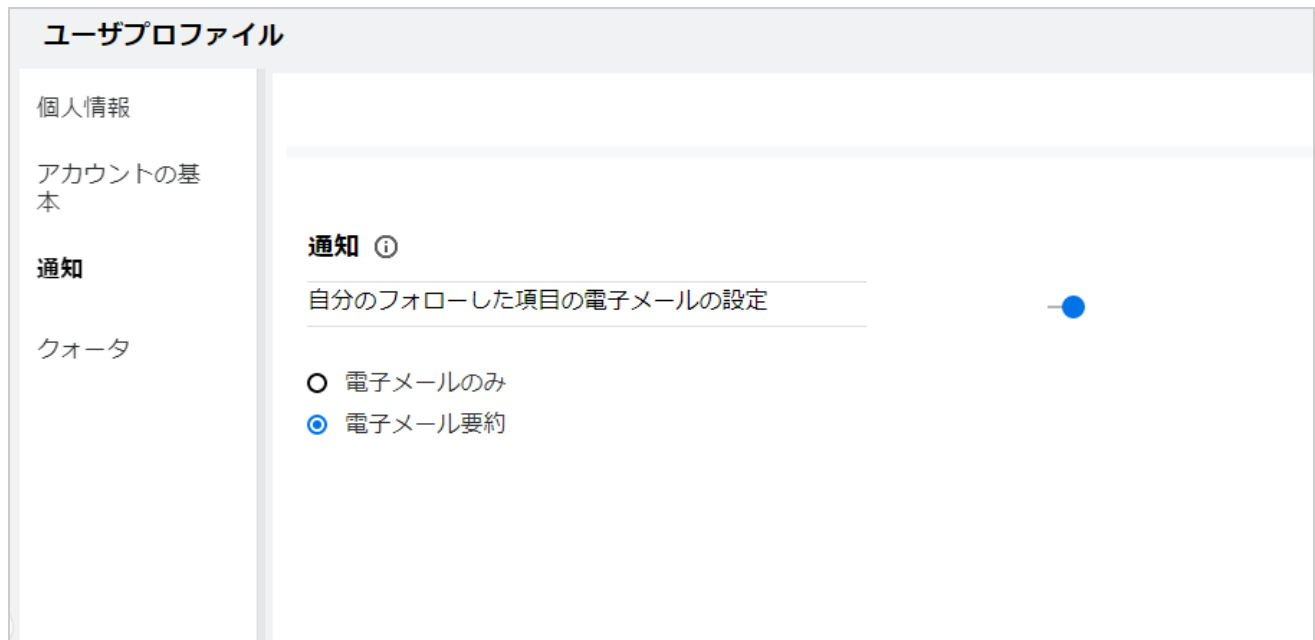 ユーザプロファイル
個人情報
アカウントの基
本
通知
クォータ
通知
自分のフォローした項目の電子メールの設定
電子メールのみ
電子メール要約